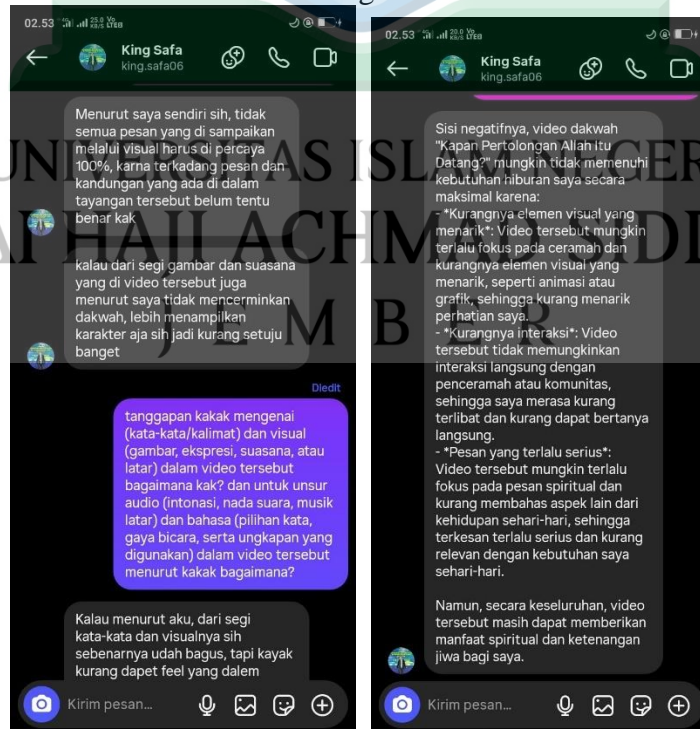 02.53
King Safa
king.safa06
Menurut saya sendiri sih, tidak
semua pesan yang di sampaikan
melalui visual harus di percaya
100%, karna terkadang pesan dan
kandungan yang ada di dalam
tayangan tersebut belum tentu
benar kak
kalau dari segi gambar dan suasana
yang di video tersebut juga
menurut saya tidak mencerminkan
dakwah, lebih menampilkan
karakter aja sih jadi kurang setuju
banget
Diedit
tanggapan kakak mengenai
(kata-kata/kalimat) dan visual
(gambar, ekspresi, suasana, atau
latar) dalam video tersebut
bagaimana kak? dan untuk unsur
audio (intonasi, nada suara, musik
latar) dan bahasa (pilihan kata,
gaya bicara, serta ungkapan yang
digunakan) dalam video tersebut
menurut kakak bagaimana?
Kalau menurut aku, dari segi
kata-kata dan visualnya sih
sebenarnya udah bagus, tapi kayak
kurang dapet feel yang dalem
Kirim pesan...
02.53
King Safa
king.safa06
Sisi negatifnya, video dakwah
"Kapan Pertolongan Allah Itu
Datang?" mungkin tidak memenuhi
kebutuhan hiburan saya secara
maksimal karena:
- *Kurangnya elemen visual yang
menarik*: Video tersebut mungkin
terlalu fokus pada ceramah dan
kurangnya elemen visual yang
menarik, seperti animasi atau
grafik, sehingga kurang menarik
perhatian saya.
- *Kurangnya interaksi*: Video
tersebut tidak memungkinkan
interaksi langsung dengan
penceramah atau komunitas,
sehingga saya merasa kurang
terlibat dan kurang dapat bertanya
langsung.
- *Pesan yang terlalu serius*:
Video tersebut mungkin terlalu
fokus pada pesan spiritual dan
kurang membahas aspek lain dari
kehidupan sehari-hari, sehingga
terkesan terlalu serius dan kurang
relevan dengan kebutuhan saya
sehari-hari.
Namun, secara keseluruhan, video
tersebut masih dapat memberikan
manfaat spiritual dan ketenangan
jiwa bagi saya.
Kirim pesan...
UNIVERSITAS ISLAM NEGERI
HAJI ACHMAD SIDD
JEMBER